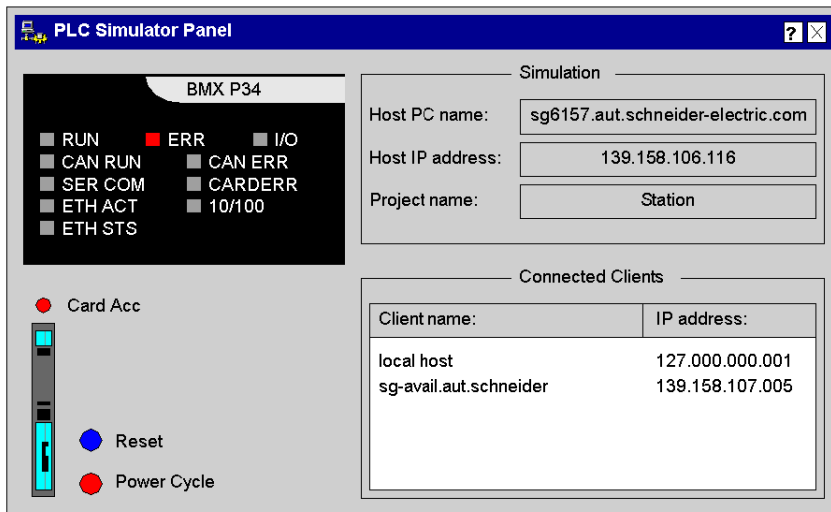 PLC Simulator Panel
?
BMX P34
RUN ERR I/O
CAN RUN CAN ERR
SER COM CARDERR
ETH ACT 10/100
ETH STS
Card Acc
Reset
Power Cycle
Simulation
Host PC name: sg6157.aut.schneider-electric.com
Host IP address: 139.158.106.116
Project name: Station
Connected Clients
Client name: IP address:
local host 127.000.000.001
sg-avail.aut.schneider 139.158.107.005